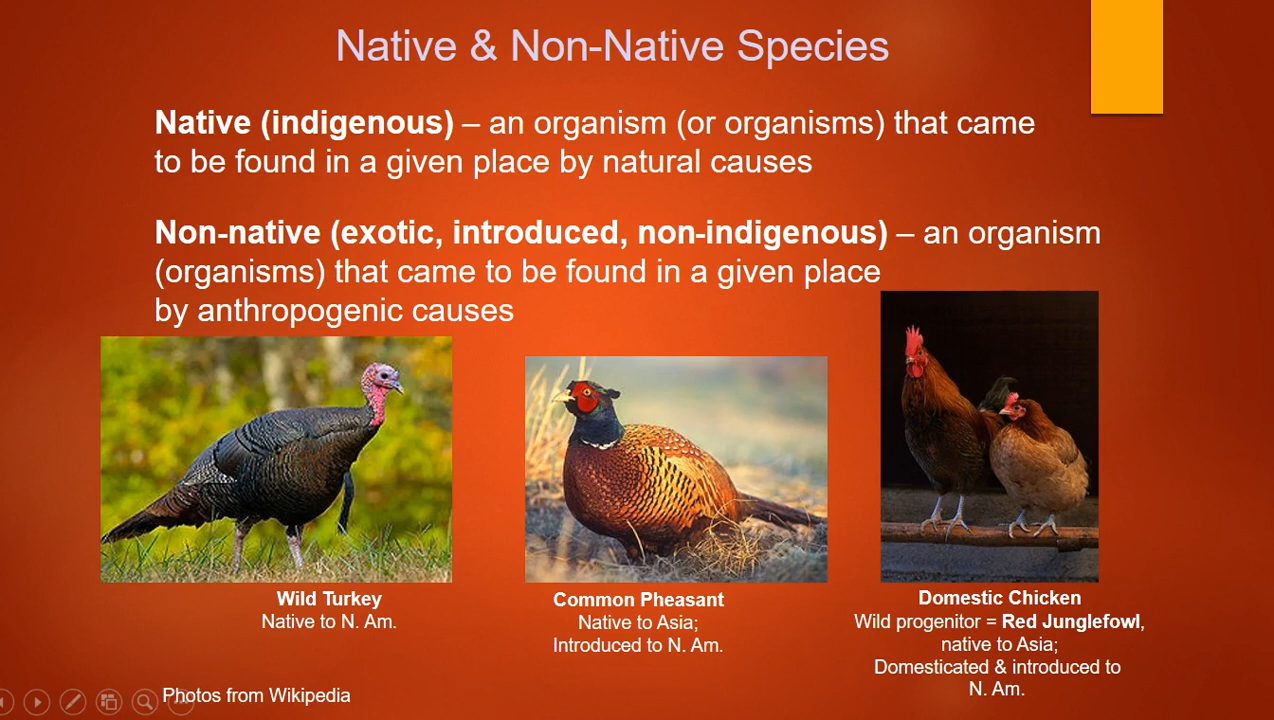 Native & Non-Native Species
Native (indigenous) – an organism (or organisms) that came
to be found in a given place by natural causes
Non-native (exotic, introduced, non-indigenous) – an organism
(organisms) that came to be found in a given place
by anthropogenic causes
Wild Turkey
Native to N. Am.
Common Pheasant
Native to Asia;
Introduced to N. Am.
Domestic Chicken
Wild progenitor = Red Junglefowl,
native to Asia;
Domesticated & introduced to
N. Am.
Photos from Wikipedia